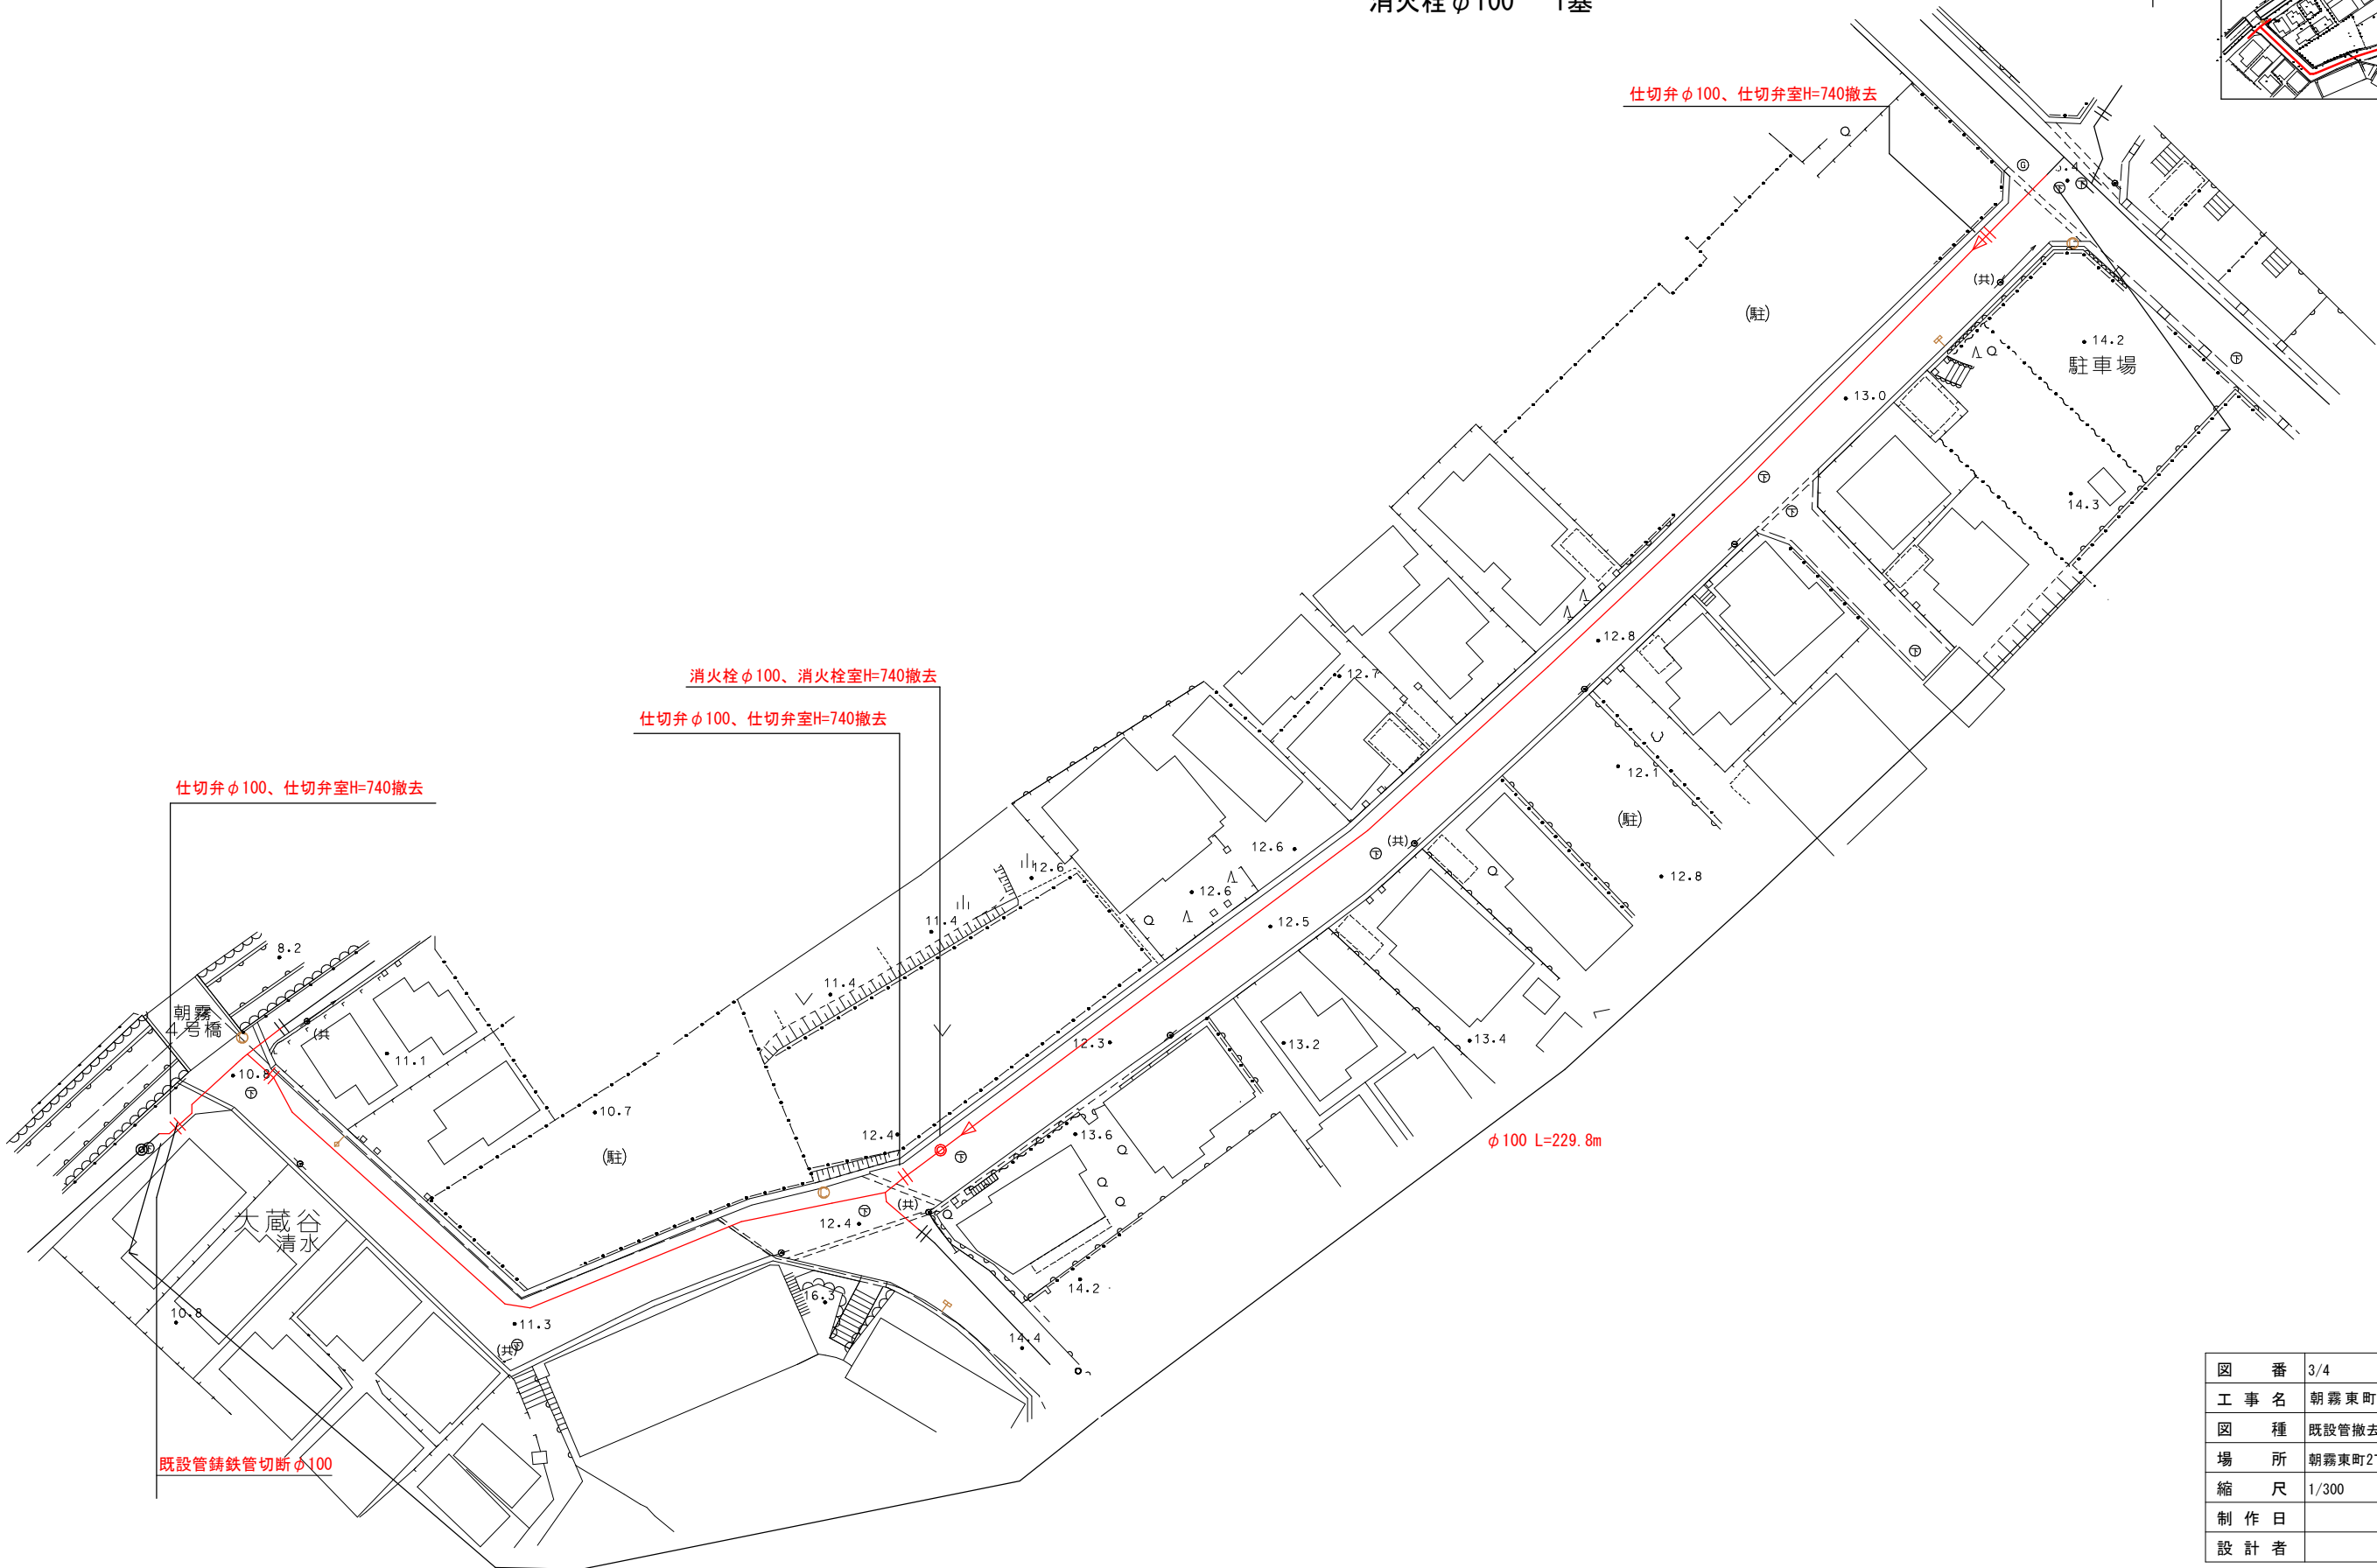 消火栓φ100 1基
仕切弁φ100、仕切弁室H=740撤去
(駐)
(共)
14.2
駐車場
13.0
14.3
12.8
消火栓φ100、消火栓室H=740撤去
12.7
仕切弁φ100、仕切弁室H=740撤去
12.1
仕切弁φ100、仕切弁室H=740撤去
(駐)
(共)
12.6
12.6
12.8
12.6
11.4
12.5
8.2
11.4
朝霧
4号橋
(共
12.3
13.2
13.4
11.1
10.8
10.7
12.4
13.6
φ100 L=229.8m
(駐)
(共)
大蔵谷
清水
12.4
14.2
16.3
10.8
11.3
14.4
(共)
既設管鋳鉄管切断φ100
図番 3/4
工事名 朝霧東町
図種 既設管撤去
場所 朝霧東町2
縮尺 1/300
制作日
設計者